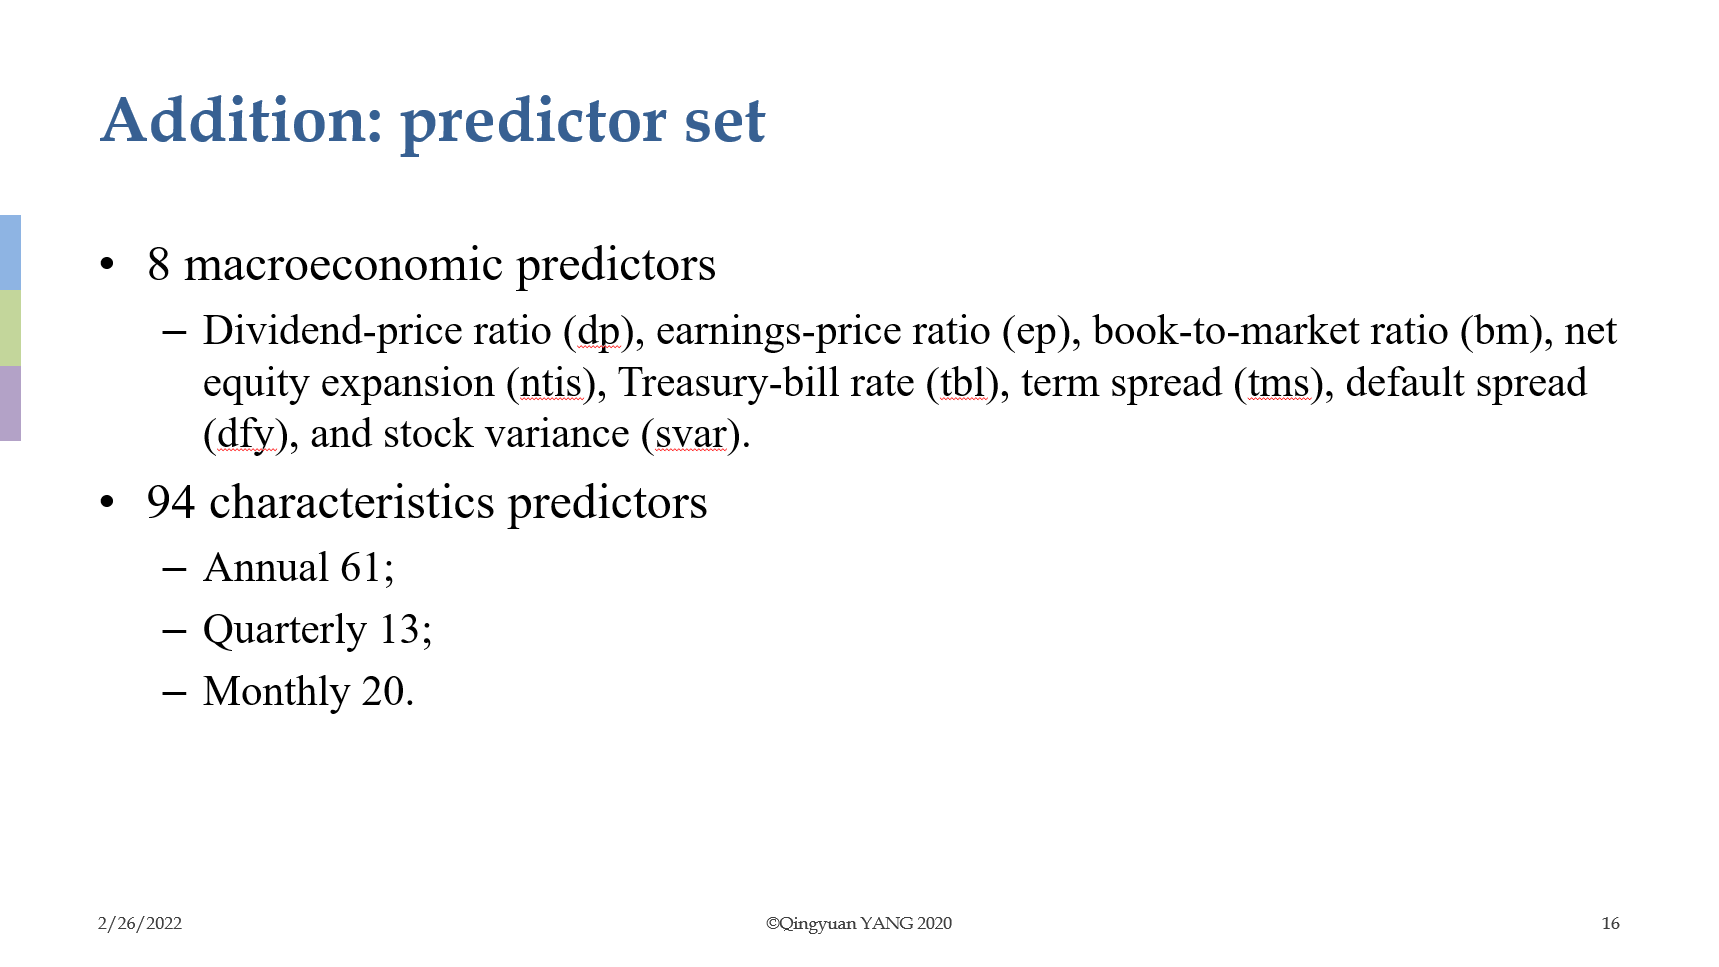 Addition: predictor set
• 8 macroeconomic predictors
– Dividend-price ratio (dp), earnings-price ratio (ep), book-to-market ratio (bm), net
equity expansion (ntis), Treasury-bill rate (tbl), term spread (tms), default spread
(dfy), and stock variance (svar).
• 94 characteristics predictors
– Annual 61;
– Quarterly 13;
– Monthly 20.
2/26/2022
©Qingyuan YANG 2020
16